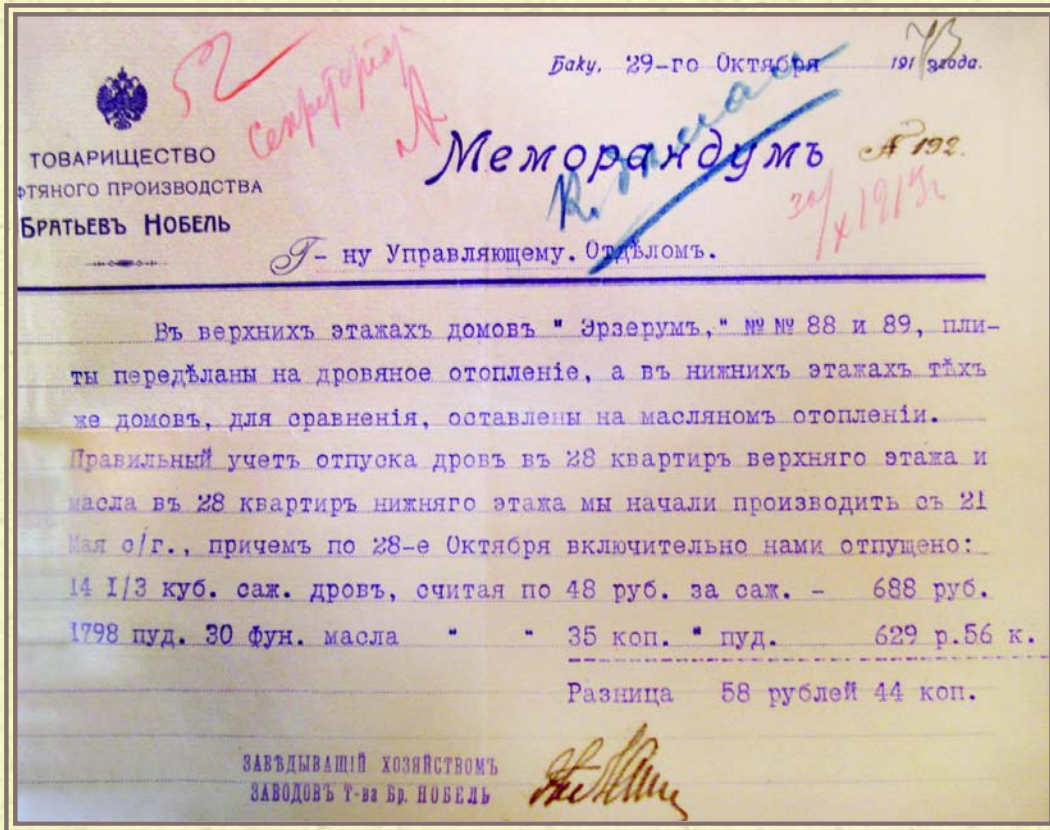 52
Баку, 29-го Октября 191 года.
ТОВАРИЩЕСТВО
ФТЯНОГО ПРОИЗВОДСТВА
БРАТЬЕВЪ НОБЕЛЬ
Меморандумъ
№ 192.
Г- ну Управляющему. Отдѣломъ.
Въ верхнихъ этажахъ домовъ " Эрзерумъ," №№ 88 и 89, пли-
ты передѣланы на дровяное отопленіе, а въ нижнихъ этажахъ тѣхъ
же домовъ, для сравненія, оставлены на масляномъ отопленіи.
Правильный учетъ отпуска дровъ въ 28 квартиръ верхняго этажа и
масла въ 28 квартиръ нижняго этажа мы начали производить съ 21
Мая с/г., причемъ по 28-е Октября включительно нами отпущено:
14 I/3 куб. саж. дровъ, считая по 48 руб. за саж. - 688 руб.
1798 пуд. 30 фун. масла " " 35 коп. " пуд. 629 р.56 к.
Разница 58 рублей 44 коп.
ЗАВѢДЫВАЩІЙ ХОЗЯЙСТВОМЪ
ЗАВОДОВЪ Т-ва Бр. НОБЕЛЬ